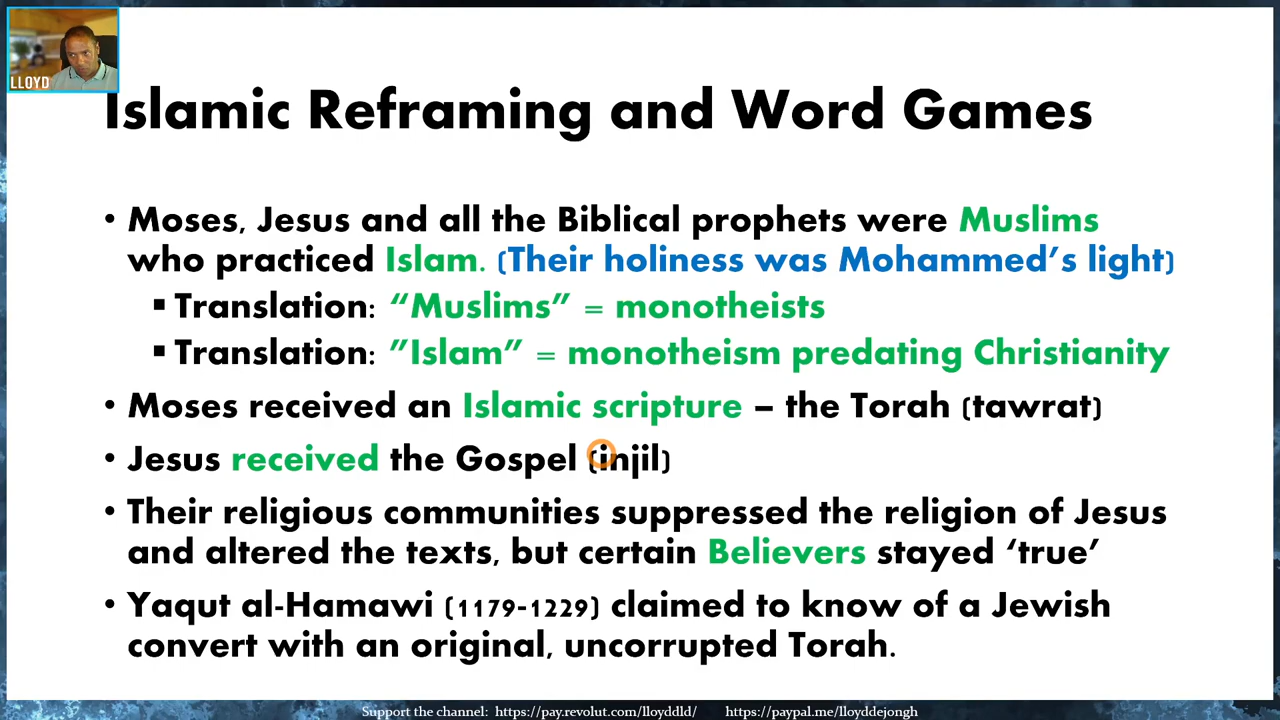 LLOYD
Islamic Reframing and Word Games
• Moses, Jesus and all the Biblical prophets were Muslims
who practiced Islam. (Their holiness was Mohammed’s light)
▪ Translation: “Muslims” = monotheists
▪ Translation: ”Islam” = monotheism predating Christianity
• Moses received an Islamic scripture – the Torah (tawrat)
• Jesus received the Gospel (injil)
• Their religious communities suppressed the religion of Jesus
and altered the texts, but certain Believers stayed ‘true’
• Yaqut al-Hamawi (1179-1229) claimed to know of a Jewish
convert with an original, uncorrupted Torah.
Support the channel: https://pay.revolut.com/lloyddld/ https://paypal.me/lloyddejongh